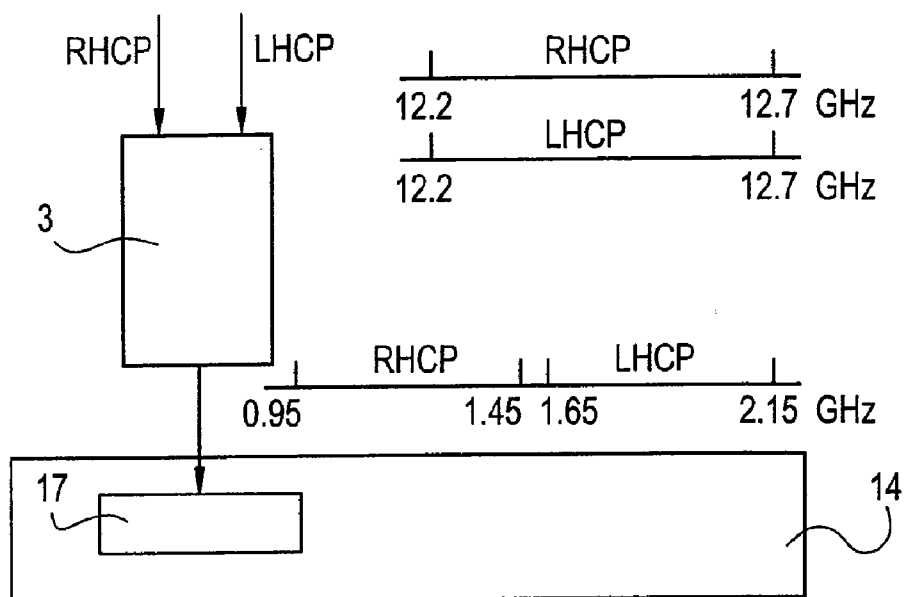 RHCP LHCP
RHCP
12.2 12.7 GHz
LHCP
12.2 12.7 GHz
3
RHCP LHCP
0.95 1.45 1.65 2.15 GHz
17
14